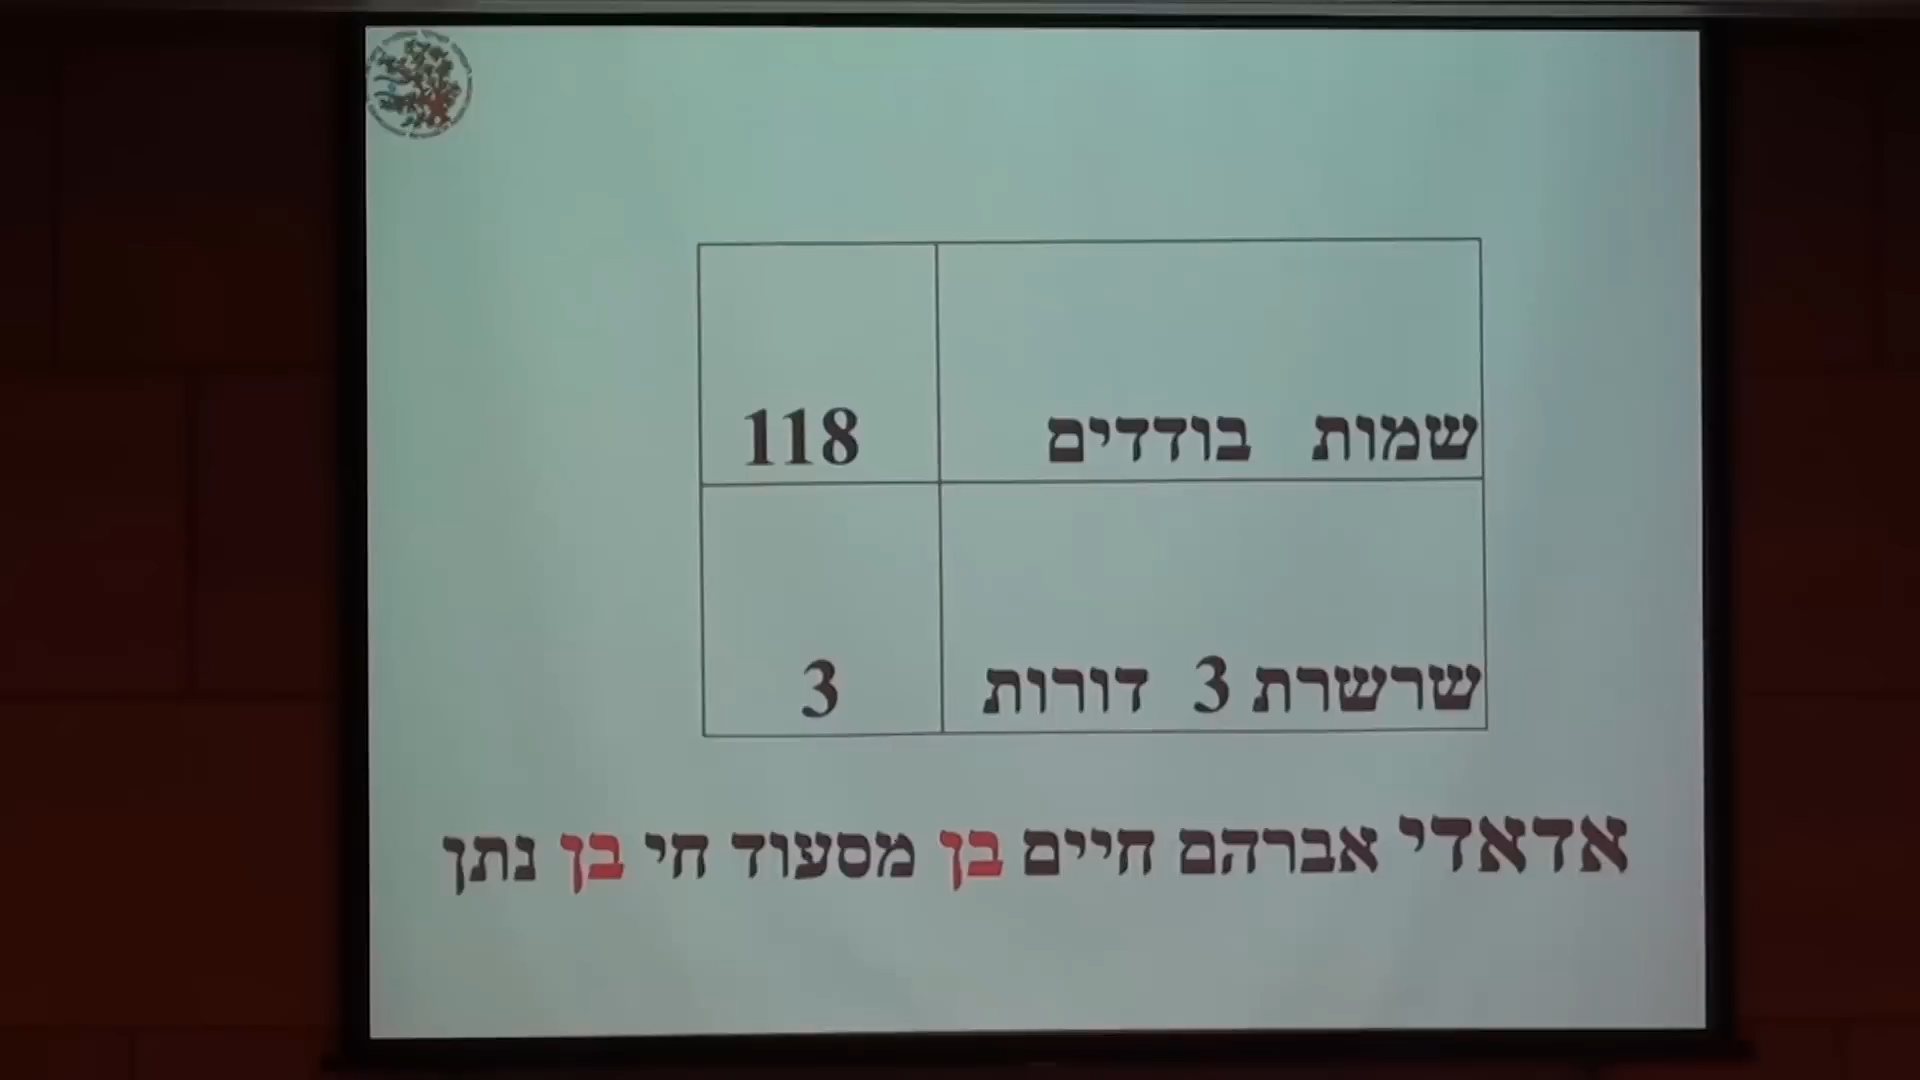 שמות בודדים 118
שרשרת 3 דורות 3
אדאדי אברהם חיים בן מסעוד חי בן נתן